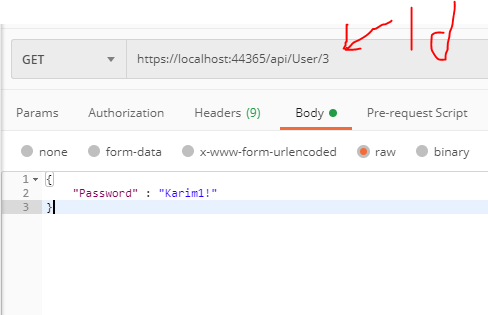 Id
GET https://localhost:44365/api/User/3
Params Authorization Headers (9) Body Pre-request Script
none form-data x-www-form-urlencoded raw binary
1 {
2 "Password" : "Karim1!"
3 }